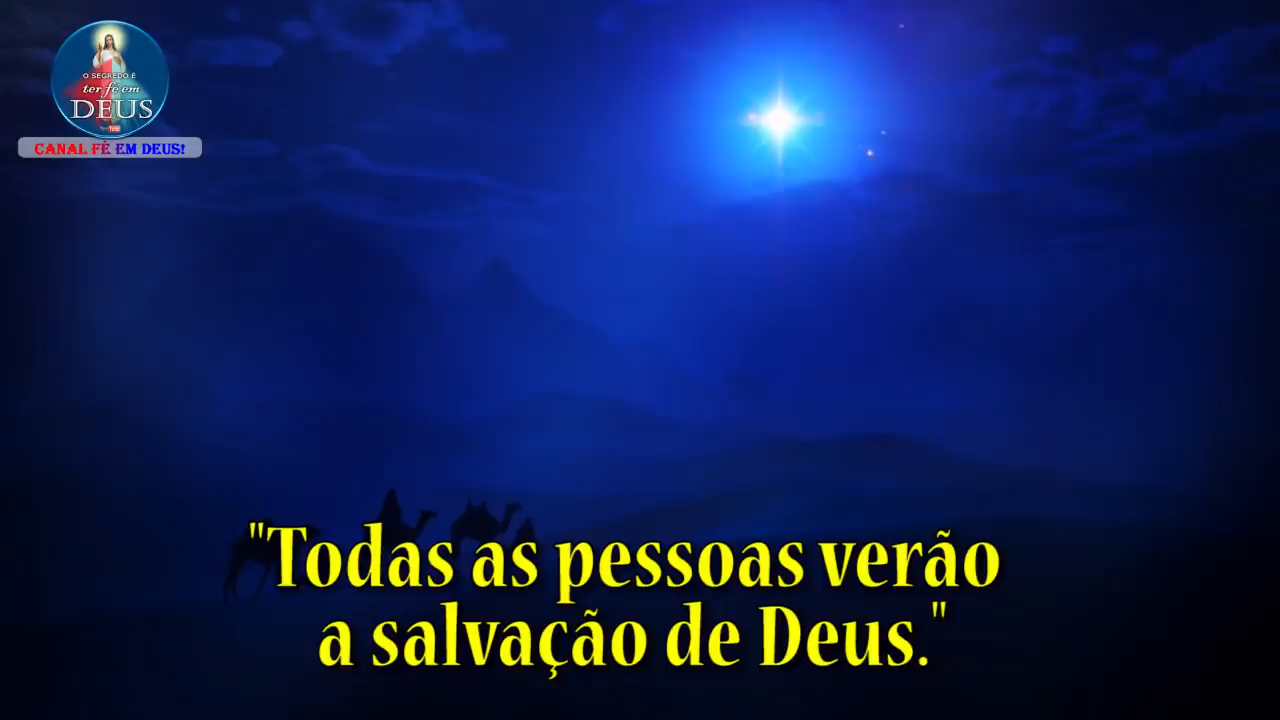 O SEGREDO É
ter fé em
DEUS
CANAL FÉ EM DEUS!
"Todas as pessoas verão
a salvação de Deus."